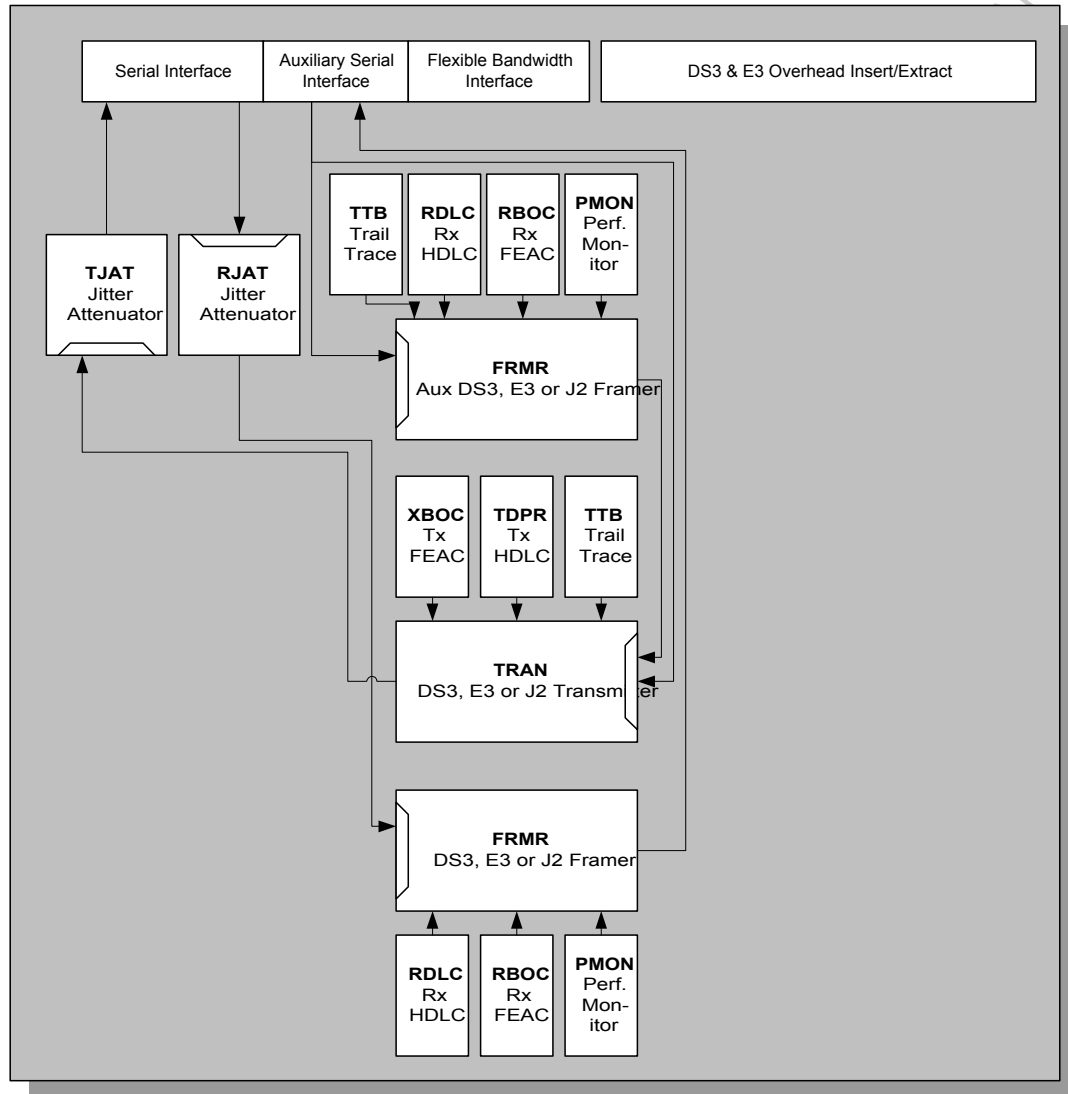 Serial Interface
Auxiliary Serial
Interface
Flexible Bandwidth
Interface
DS3 & E3 Overhead Insert/Extract
TTB
Trail
Trace
RDLC
Rx
HDLC
RBOC
Rx
FEAC
PMON
Perf.
Mon-
itor
TJAT
Jitter
Attenuator
RJAT
Jitter
Attenuator
FRMR
Aux DS3, E3 or J2 Framer
XBOC
Tx
FEAC
TDPR
Tx
HDLC
TTB
Trail
Trace
TRAN
DS3, E3 or J2 Transmitter
FRMR
DS3, E3 or J2 Framer
RDLC
Rx
HDLC
RBOC
Rx
FEAC
PMON
Perf.
Mon-
itor